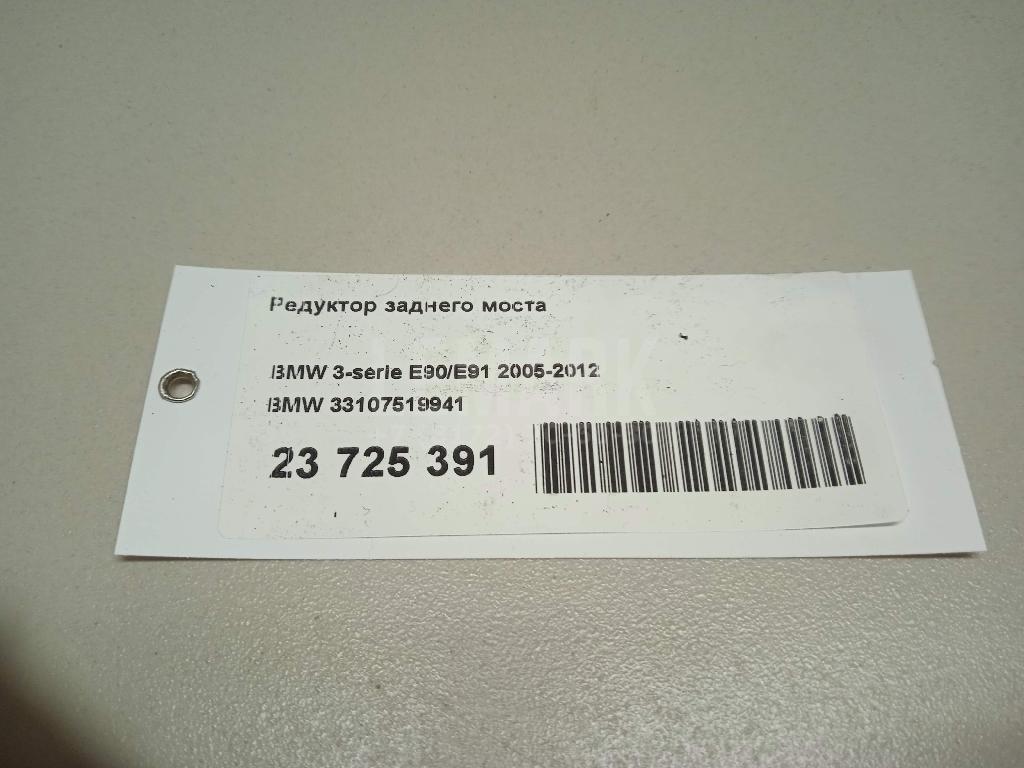 Редуктор заднего моста
BMW 3-serie E90/E91 2005-2012
BMW 33107519941
23 725 391